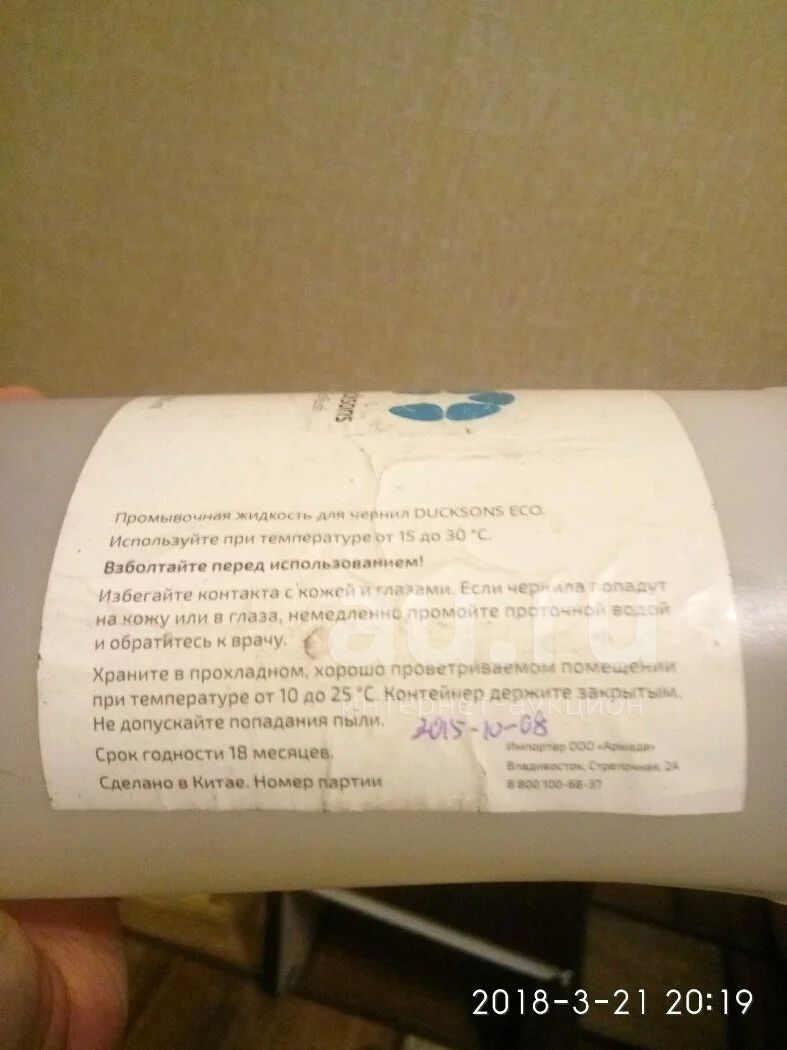 Промывочная жидкость для чернил DUCKSONS ECO.
Используйте при температуре от 15 до 30 °C.
Взболтайте перед использованием!
Избегайте контакта с кожей и глазами. Если чернила попадут
на кожу или в глаза, немедленно промойте проточной водой
и обратитесь к врачу.
Храните в прохладном, хорошо проветриваемом помещении
при температуре от 10 до 25 °C. Контейнер держите закрытым.
Не допускайте попадания пыли.
2015-10-08
Срок годности 18 месяцев.
Сделано в Китае. Номер партии
Импортер ООО «Армада»
Владивосток, Стрелочная, 2А
8 800 100-68-37
au.ru
интернет-аукцион
2018-3-21 20:19